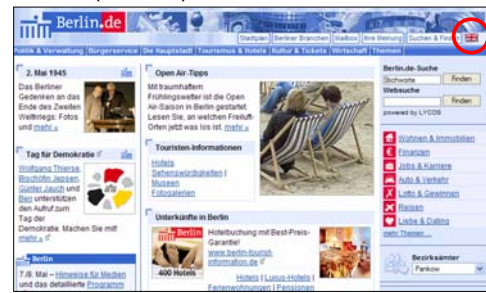 Berlin.de
Stadtplan Berliner Branchen Mailbox Ihre Meinung Suchen & Finden
Politik & Verwaltung Bürgerservice Die Hauptstadt Tourismus & Hotels Kultur & Tickets Wirtschaft Themen
2. Mai 1945
Das Berliner
Gedenken an das
Ende des Zweiten
Weltkriegs: Fotos
und mehr »
Tag für Demokratie
Wolfgang Thierse,
Bischöfin Jepsen,
Günter Jauch und
Ben unterstützen
den Aufruf zum
Tag der
Demokratie. Machen Sie mit!
mehr »
Berlin
7./8. Mai – Hinweise für Medien
und das detaillierte Programm
Open Air-Tipps
Mit traumhaftem
Frühlingswetter ist die Open
Air-Saison in Berlin gestartet.
Lesen Sie, an welchen Freiluft-
Orten jetzt was los ist. mehr »
Touristen-Informationen
Hotels
Sehenswürdigkeiten |
Museen
Fotogalerien
Unterkünfte in Berlin
Berlin
400 Hotels
Hotelbuchung mit Best-Preis-
Garantie!
www.berlin-tourist-
information.de
Hotels | Luxus-Hotels |
Ferienwohnungen | Pensionen
Berlin.de-Suche
Stichworte Finden
Websuche
Finden
powered by LYCOS
Wohnen & Immobilien
Finanzen
Jobs & Karriere
Auto & Verkehr
Lotto & Gewinnen
Reisen
Liebe & Dating
mehr Themen ...
Bezirksämter
Pankow